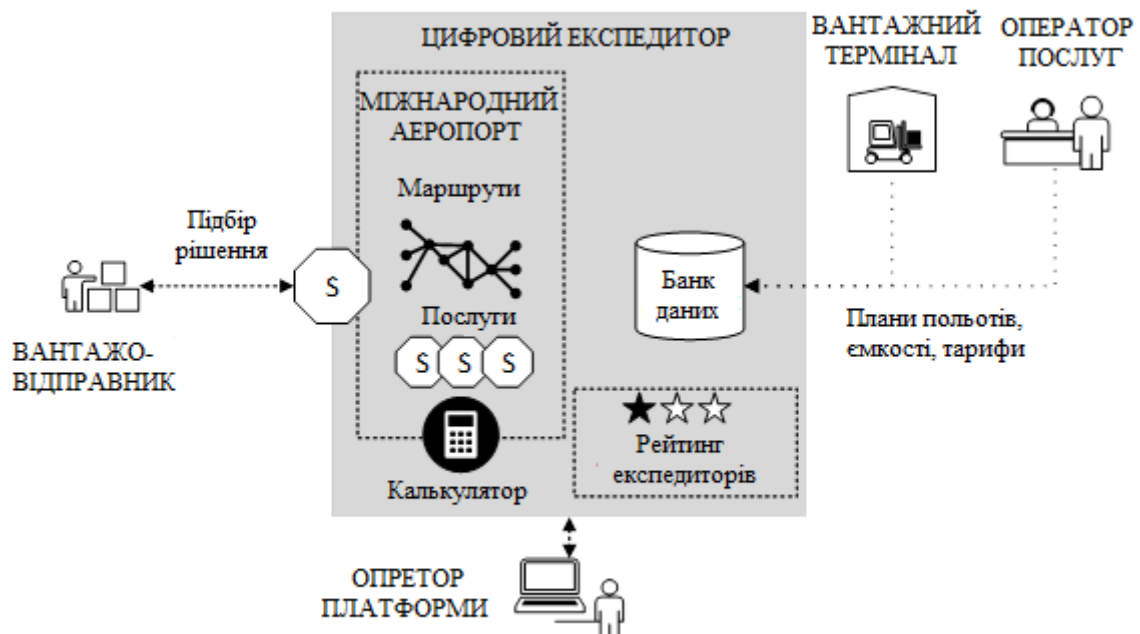 ЦИФРОВИЙ ЕКСПЕДИТОР
ВАНТАЖНИЙ
ТЕРМІНАЛ
ОПЕРАТОР
ПОСЛУГ
МІЖНАРОДНИЙ
АЕРОПОРТ
Маршрути
Підбір
рішення
S
Банк
даних
Послуги
S S S
Плани польотів,
ємкості, тарифи
ВАНТАЖО-
ВІДПРАВНИК
Рейтинг
експедиторів
Калькулятор
ОПРЕТОР
ПЛАТФОРМИ